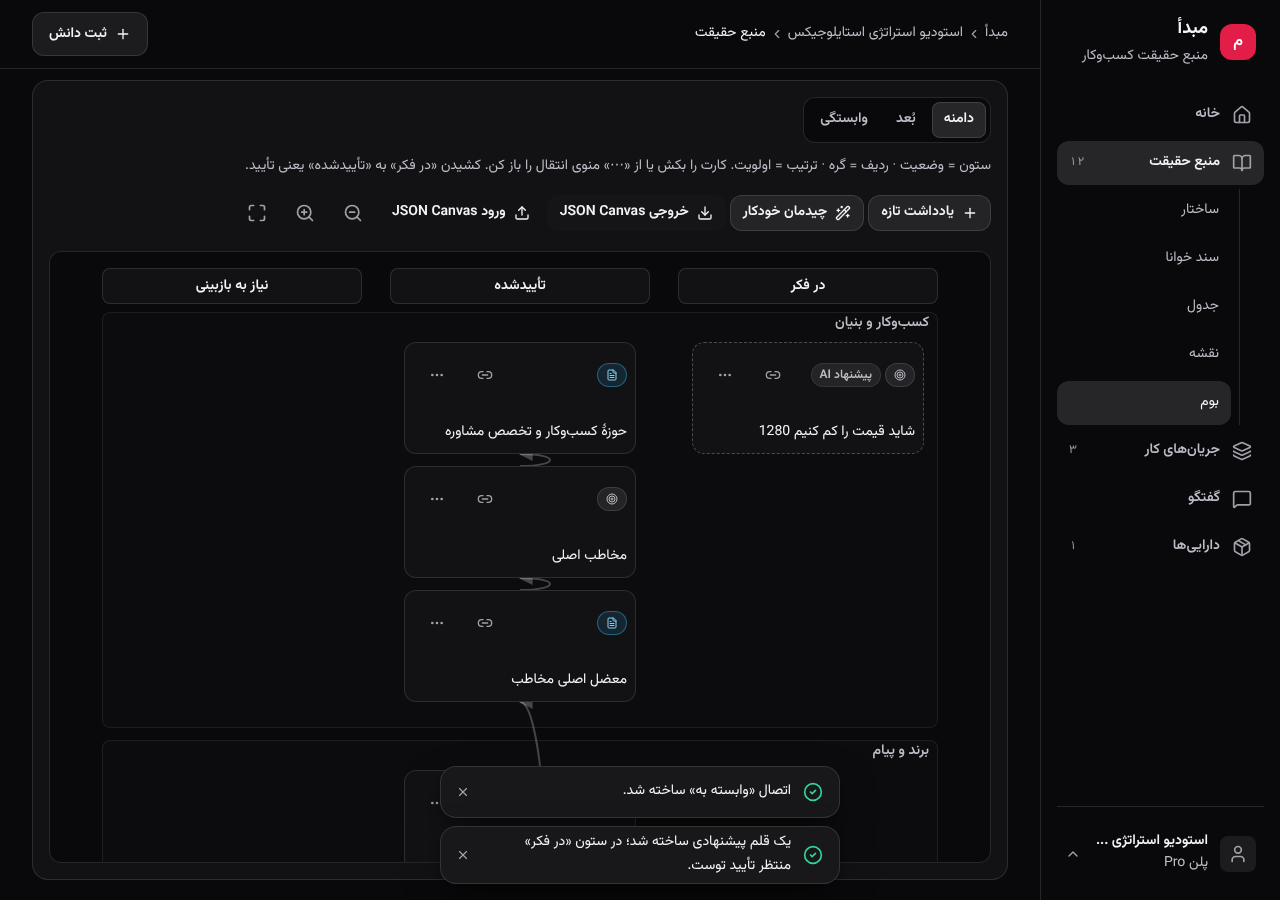 مبدأ
م
منبع حقیقت کسب‌وکار
خانه
منبع حقیقت
۱۲
ساختار
سند خوانا
جدول
نقشه
بوم
جریان‌های کار
۳
گفتگو
دارایی‌ها
۱
استودیو استراتژی ...
پلن Pro
مبدأ › استودیو استراتژی استایلوجیکس › منبع حقیقت
ثبت دانش
دامنه
بُعد
وابستگی
ستون = وضعیت · ردیف = گره · ترتیب = اولویت. کارت را بکش یا از «⋯» منوی انتقال را باز کن. کشیدن «در فکر» به «تأییدشده» یعنی تأیید.
یادداشت تازه
چیدمان خودکار
خروجی JSON Canvas
ورود JSON Canvas
در فکر
تأییدشده
نیاز به بازبینی
کسب‌وکار و بنیان
پیشنهاد AI
شاید قیمت را کم کنیم 1280
حوزهٔ کسب‌وکار و تخصص مشاوره
مخاطب اصلی
معضل اصلی مخاطب
برند و پیام
اتصال «وابسته به» ساخته شد.
یک قلم پیشنهادی ساخته شد؛ در ستون «در فکر»
منتظر تأیید توست.